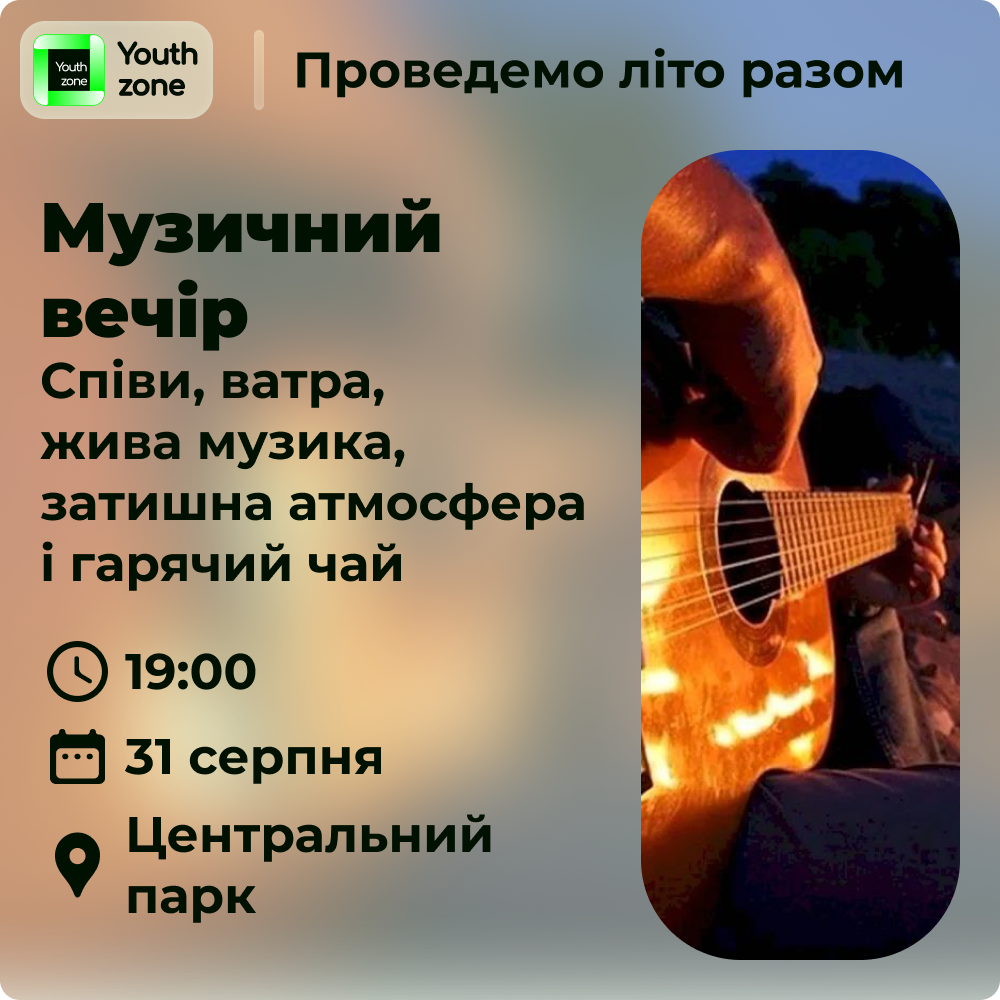 Youth
zone
Youth
zone
Проведемо літо разом
Музичний
вечір
Співи, ватра,
жива музика,
затишна атмосфера
і гарячий чай
19:00
31 серпня
Центральний
парк